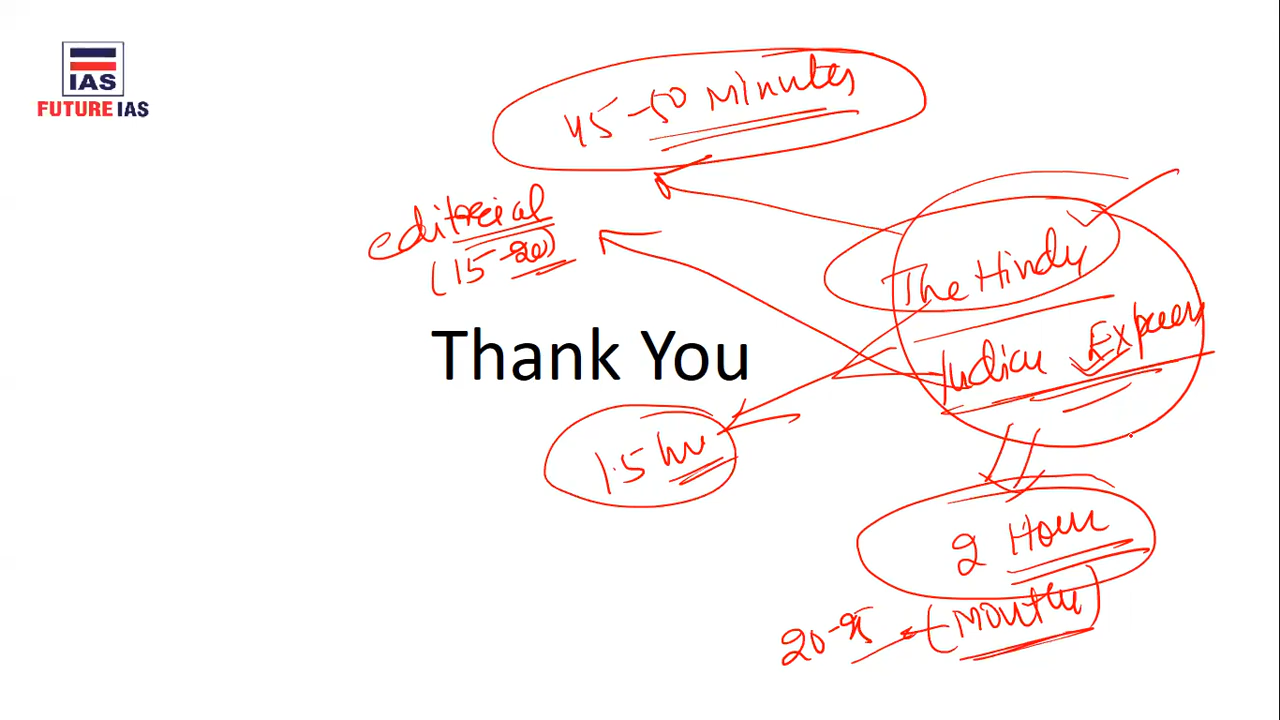 IAS
FUTURE IAS
45-50 Minutes
editorial
(15-20)
The Hindu
Indian Express
Thank You
1.5 hr
2 Hour
20-25
(Month)